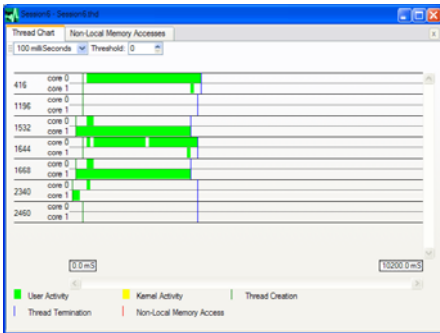 Session6 - Session6.thd
Thread Chart Non-Local Memory Accesses
100 milliSeconds Threshold: 0
416 core 0
core 1
1196 core 0
core 1
1532 core 0
core 1
1644 core 0
core 1
1668 core 0
core 1
2340 core 0
core 1
2460 core 0
core 1
0.0 mS 10200.0 mS
User Activity Kernel Activity Thread Creation
Thread Termination Non-Local Memory Access